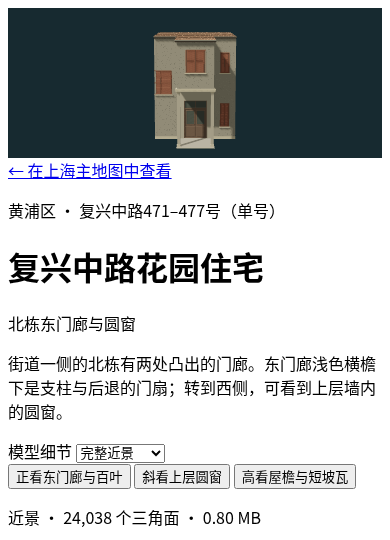 ← 在上海主地图中查看
黄浦区 · 复兴中路471–477号（单号）
复兴中路花园住宅
北栋东门廊与圆窗
街道一侧的北栋有两处凸出的门廊。东门廊浅色横檐
下是支柱与后退的门扇；转到西侧，可看到上层墙内
的圆窗。
模型细节 完整近景
正看东门廊与百叶 斜看上层圆窗 高看屋檐与短坡瓦
近景 · 24,038 个三角面 · 0.80 MB